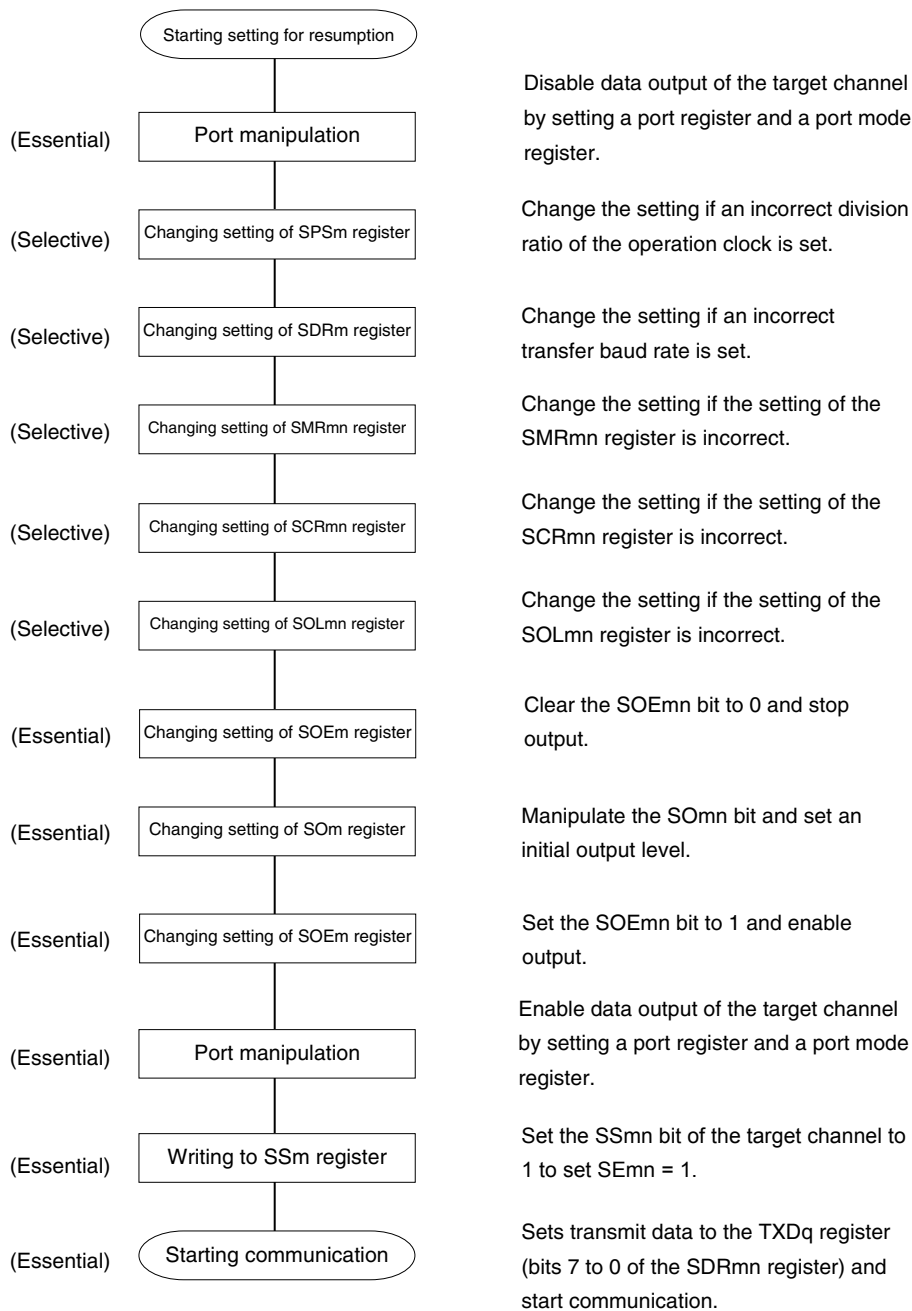 Starting setting for resumption
(Essential)
Port manipulation
Disable data output of the target channel
by setting a port register and a port mode
register.
(Selective)
Changing setting of SPSm register
Change the setting if an incorrect division
ratio of the operation clock is set.
(Selective)
Changing setting of SDRm register
Change the setting if an incorrect
transfer baud rate is set.
(Selective)
Changing setting of SMRmn register
Change the setting if the setting of the
SMRmn register is incorrect.
(Selective)
Changing setting of SCRmn register
Change the setting if the setting of the
SCRmn register is incorrect.
(Selective)
Changing setting of SOLmn register
Change the setting if the setting of the
SOLmn register is incorrect.
(Essential)
Changing setting of SOEm register
Clear the SOEmn bit to 0 and stop
output.
(Essential)
Changing setting of SOm register
Manipulate the SOmn bit and set an
initial output level.
(Essential)
Changing setting of SOEm register
Set the SOEmn bit to 1 and enable
output.
(Essential)
Port manipulation
Enable data output of the target channel
by setting a port register and a port mode
register.
(Essential)
Writing to SSm register
Set the SSmn bit of the target channel to
1 to set SEmn = 1.
(Essential)
Starting communication
Sets transmit data to the TXDq register
(bits 7 to 0 of the SDRmn register) and
start communication.